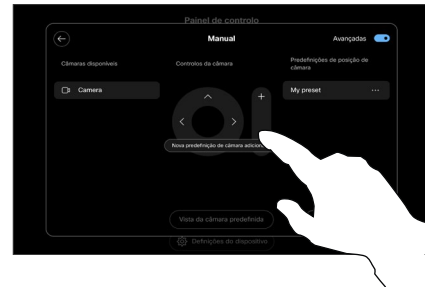 Painel de controlo
Manual
Avançadas
Câmaras disponíveis
Controlos da câmara
Predefinições de posição de
câmara
Camera
My preset
Nova predefinição de câmara
Vista da câmara predefinida
Definições do dispositivo